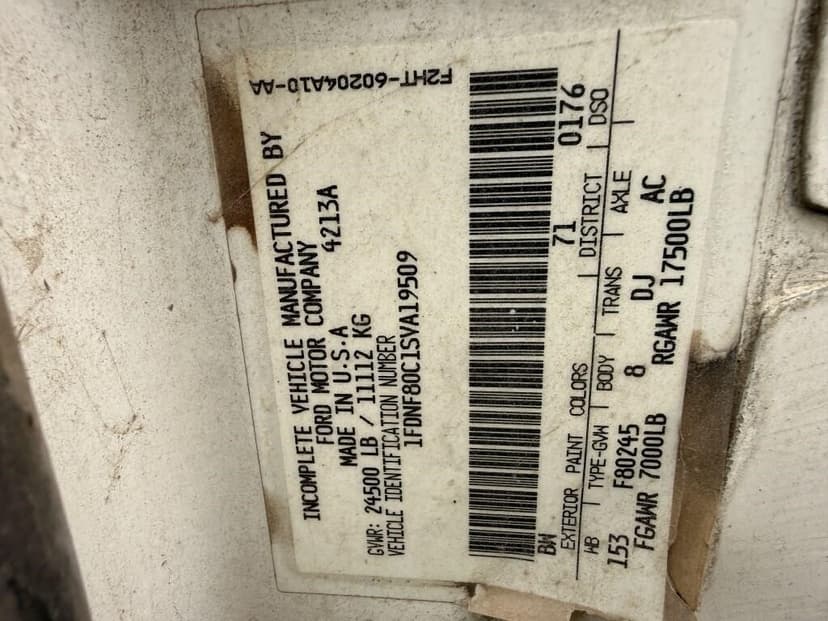 F2HT-60204A10-AA
INCOMPLETE VEHICLE MANUFACTURED BY
FORD MOTOR COMPANY
MADE IN U.S.A 4213A
GVWR: 24500 LB / 11112 KG
VEHICLE IDENTIFICATION NUMBER
1FDNF80C1SVA19509
BW 71 0176
EXTERIOR PAINT COLORS DISTRICT DSO
WB TYPE-GVW BODY TRANS AXLE
153 F80245 8 DJ AC
FGAWR 7000LB RGAWR 17500LB